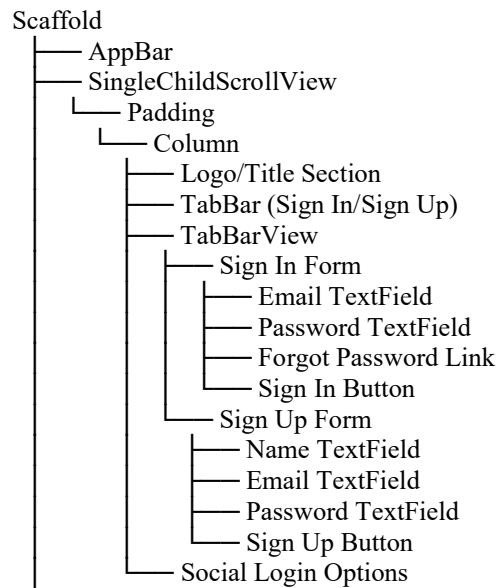 Scaffold
AppBar
SingleChildScrollView
Padding
Column
Logo/Title Section
TabBar (Sign In/Sign Up)
TabBarView
Sign In Form
Email TextField
Password TextField
Forgot Password Link
Sign In Button
Sign Up Form
Name TextField
Email TextField
Password TextField
Sign Up Button
Social Login Options